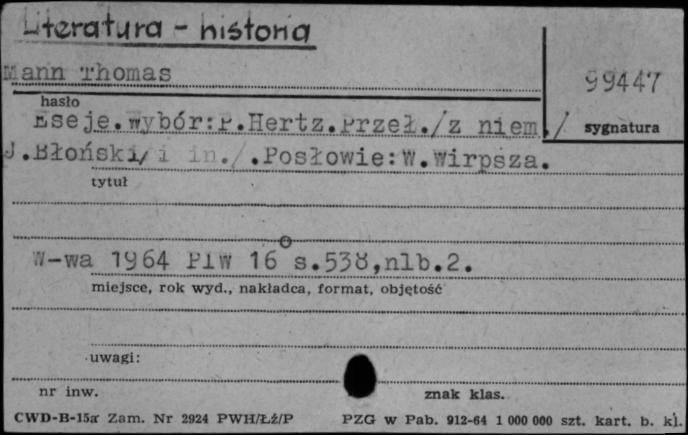 Literatura - historia
Mann Thomas
99447
hasło
Eseje.Wybór:P.Hertz.Przeł./z niem./
sygnatura
J.Błoński/i in./.Posłowie:W.Wirpsza.
tytuł
W-wa 1964 PIW 16° s.538,nlb.2.
miejsce, rok wyd., nakładca, format, objętość
uwagi:
nr inw.
znak klas.
CWD-B-15a Zam. Nr 2924 PWH/Łź/P PZG w Pab. 912-64 1 000 000 szt. kart. b. kl.